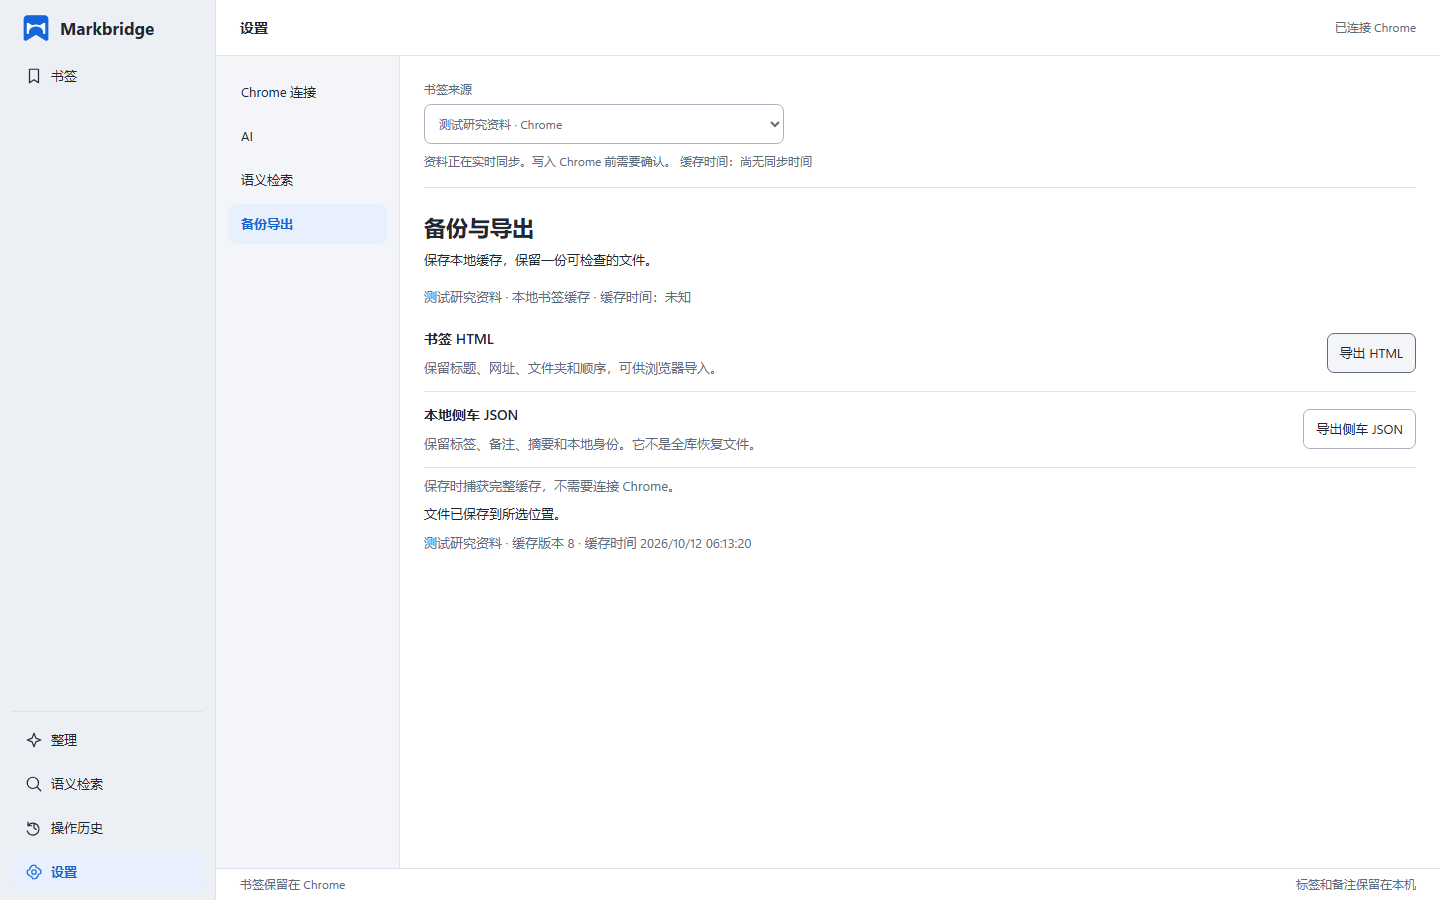 Markbridge
书签
整理
语义检索
操作历史
设置
设置
已连接 Chrome
Chrome 连接
AI
语义检索
备份导出
书签来源
测试研究资料 · Chrome
资料正在实时同步。写入 Chrome 前需要确认。 缓存时间：尚无同步时间
备份与导出
保存本地缓存，保留一份可检查的文件。
测试研究资料 · 本地书签缓存 · 缓存时间：未知
书签 HTML
保留标题、网址、文件夹和顺序，可供浏览器导入。
导出 HTML
本地侧车 JSON
保留标签、备注、摘要和本地身份。它不是全库恢复文件。
导出侧车 JSON
保存时捕获完整缓存，不需要连接 Chrome。
文件已保存到所选位置。
测试研究资料 · 缓存版本 8 · 缓存时间 2026/10/12 06:13:20
书签保留在 Chrome
标签和备注保留在本机